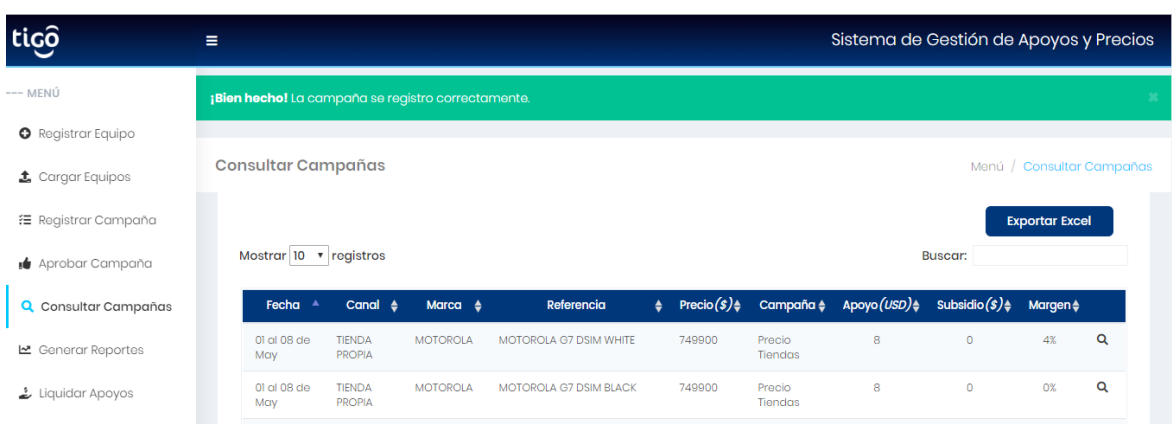 tigô
Sistema de Gestión de Apoyos y Precios
--- MENÚ
¡Bien hecho! La campaña se registro correctamente.
Registrar Equipo
Cargar Equipos
Registrar Campaña
Aprobar Campaña
Consultar Campañas
Generar Reportes
Liquidar Apoyos
Consultar Campañas
Menú / Consultar Campañas
Exportar Excel
Mostrar 10 registros
Buscar:
Fecha Canal Marca Referencia Precio($) Campaña Apoyo(USD) Subsidio($) Margen
01 al 08 de May TIENDA PROPIA MOTOROLA MOTOROLA G7 DSIM WHITE 749900 Precio Tiendas 8 0 4%
01 al 08 de May TIENDA PROPIA MOTOROLA MOTOROLA G7 DSIM BLACK 749900 Precio Tiendas 8 0 0%